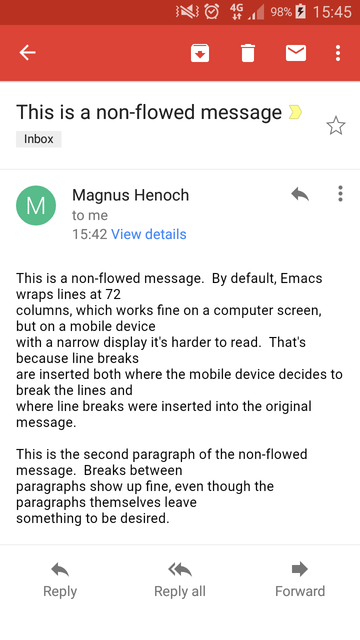 4G 98% 15:45
This is a non-flowed message
Inbox
M
Magnus Henoch
to me
15:42 View details
This is a non-flowed message.  By default, Emacs
wraps lines at 72
columns, which works fine on a computer screen,
but on a mobile device
with a narrow display it's harder to read.  That's
because line breaks
are inserted both where the mobile device decides to
break the lines and
where line breaks were inserted into the original
message.
This is the second paragraph of the non-flowed
message.  Breaks between
paragraphs show up fine, even though the
paragraphs themselves leave
something to be desired.
Reply Reply all Forward